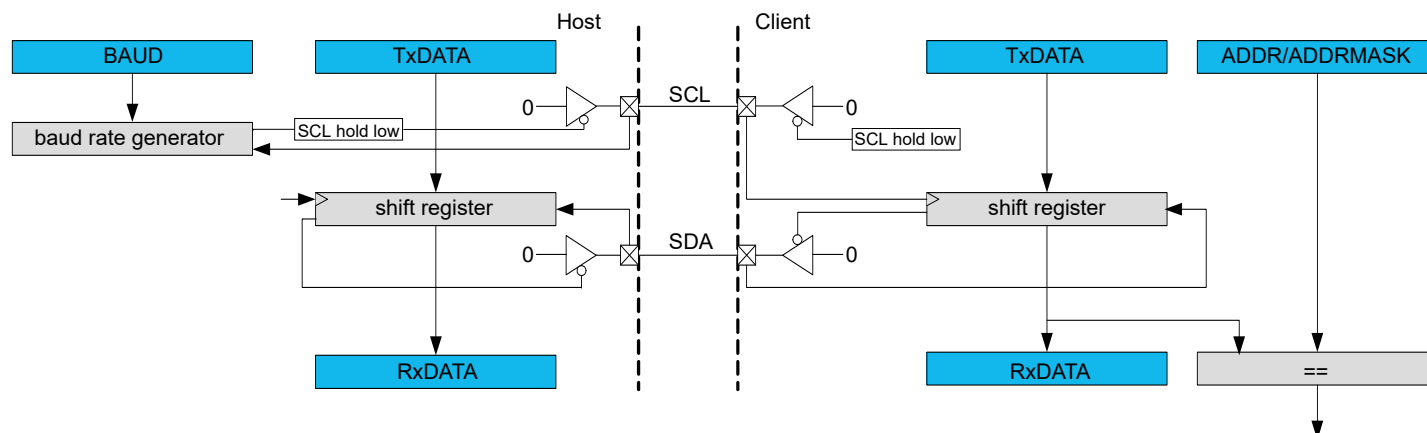 Host
Client
BAUD
TxDATA
TxDATA
ADDR/ADDRMASK
0
SCL
0
baud rate generator
SCL hold low
SCL hold low
shift register
shift register
0
SDA
0
RxDATA
RxDATA
==